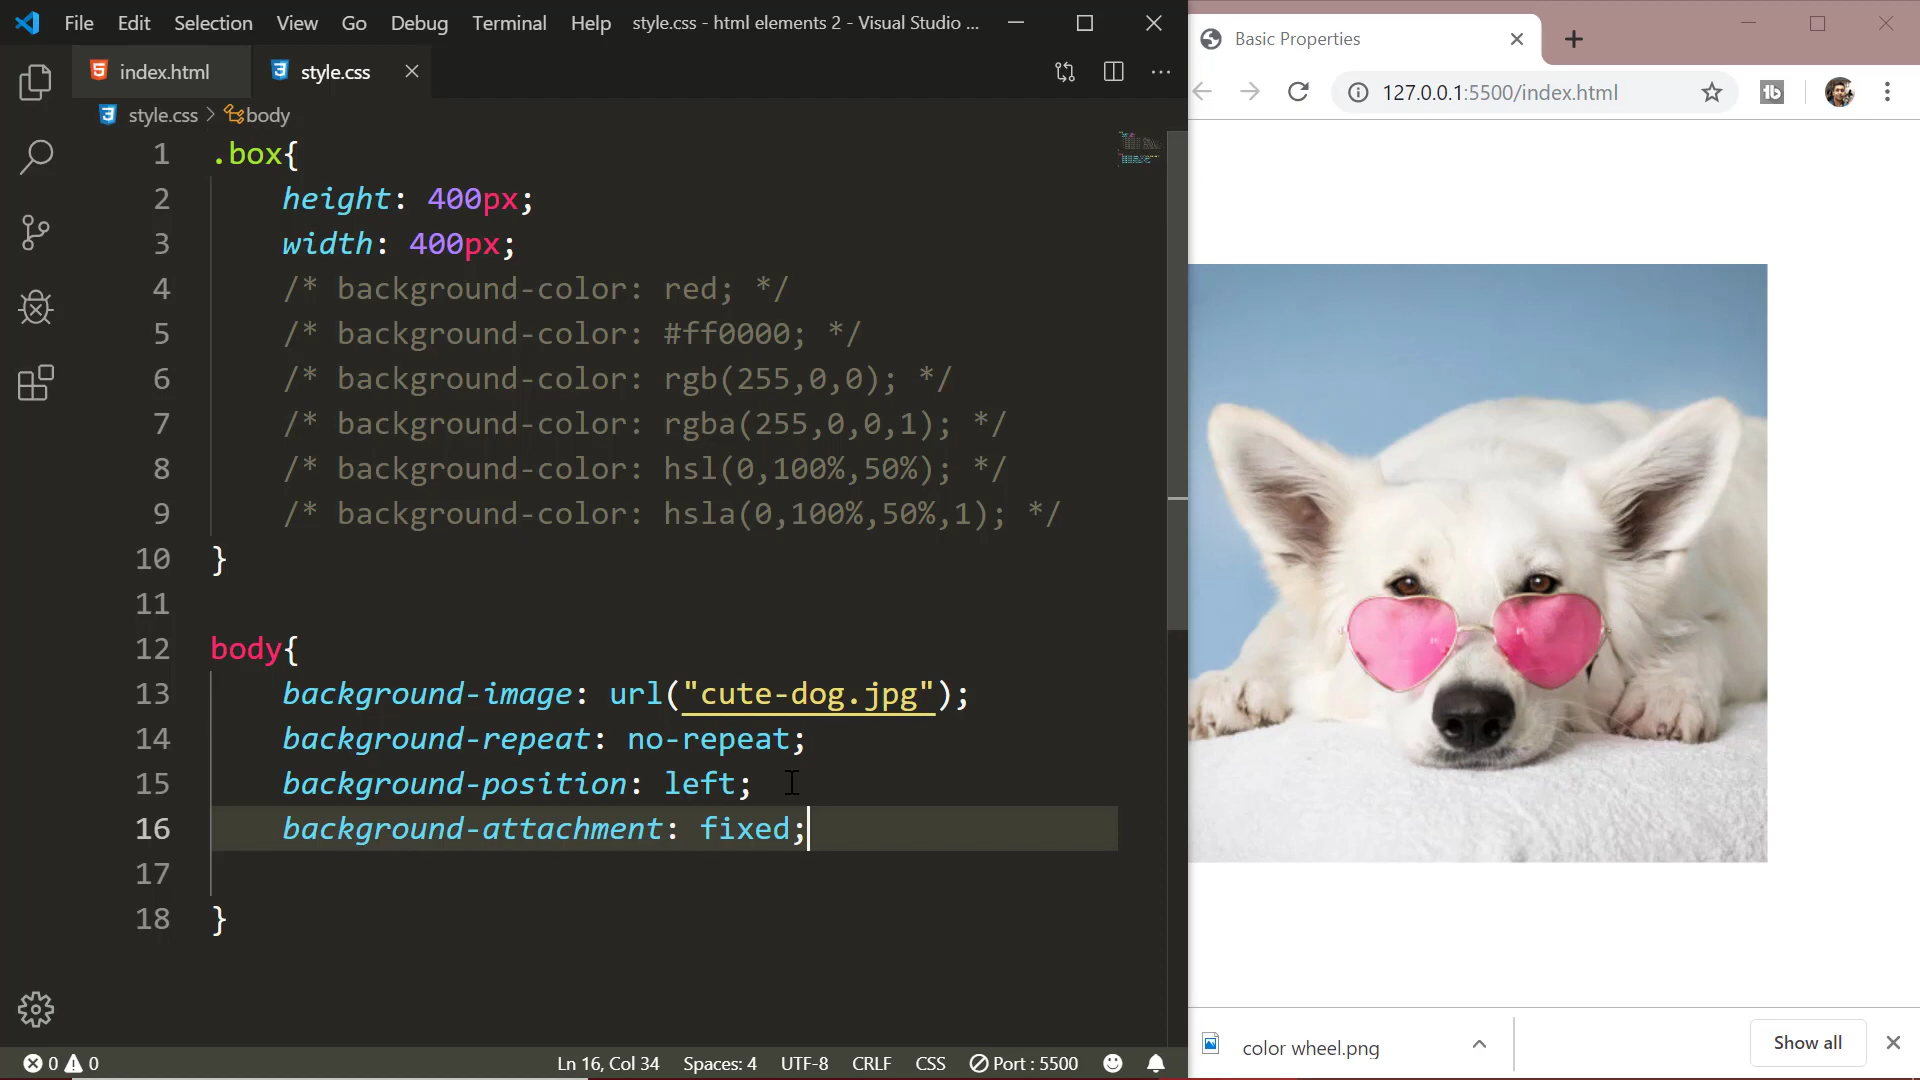 File Edit Selection View Go Debug Terminal Help style.css - html elements 2 - Visual Studio ...
index.html style.css
style.css > body
1 .box{
2 height: 400px;
3 width: 400px;
4 /* background-color: red; */
5 /* background-color: #ff0000; */
6 /* background-color: rgb(255,0,0); */
7 /* background-color: rgba(255,0,0,1); */
8 /* background-color: hsl(0,100%,50%); */
9 /* background-color: hsla(0,100%,50%,1); */
10 }
11
12 body{
13 background-image: url("cute-dog.jpg");
14 background-repeat: no-repeat;
15 background-position: left;
16 background-attachment: fixed;
17
18 }
0 0 Ln 16, Col 34 Spaces: 4 UTF-8 CRLF CSS Port : 5500
Basic Properties
127.0.0.1:5500/index.html
color wheel.png Show all